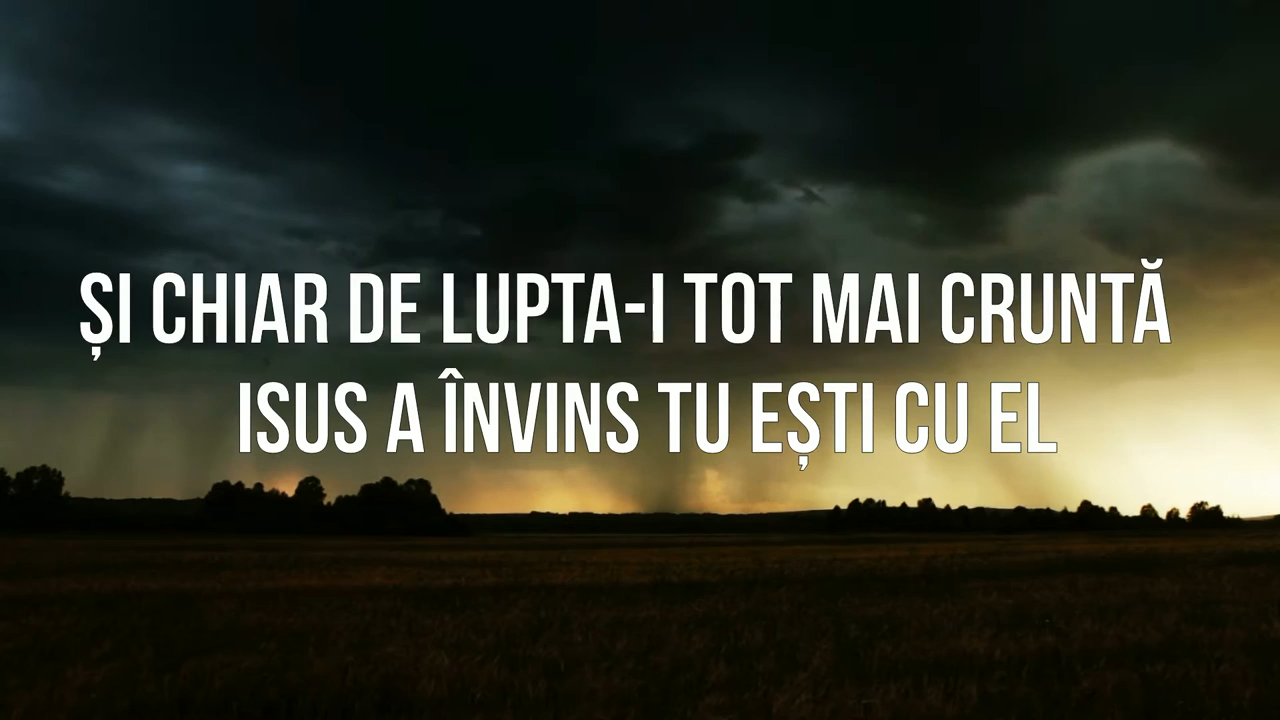 ȘI CHIAR DE LUPTA-I TOT MAI CRUNTĂ
ISUS A ÎNVINS TU EȘTI CU EL